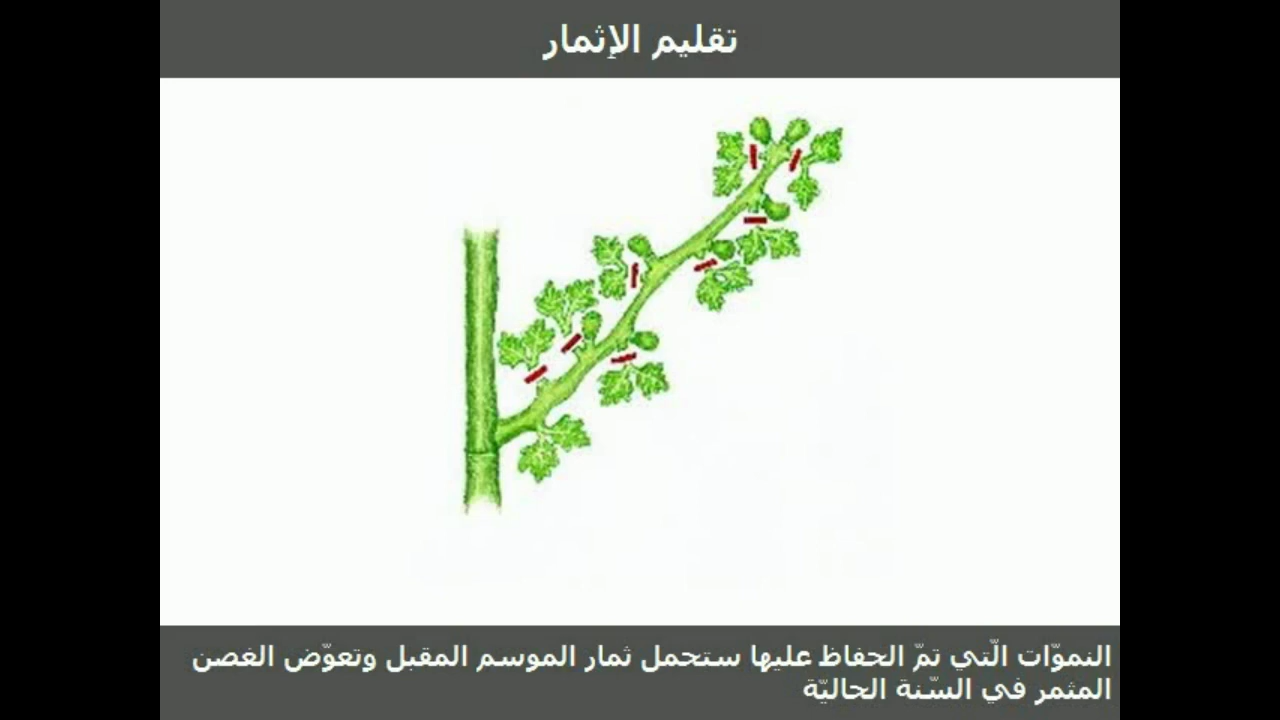 تقليم الإثمار
النموّات الّتي تمّ الحفاظ عليها ستحمل ثمار الموسم المقبل وتعوّض الغصن
المثمر في السّنة الحاليّة